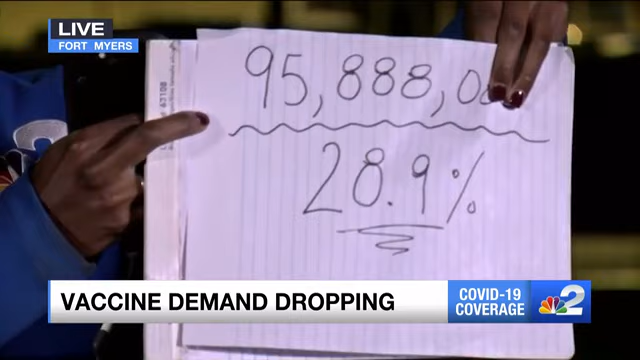 LIVE
FORT MYERS
95,888,0
28.9%
VACCINE DEMAND DROPPING
COVID-19
COVERAGE
2